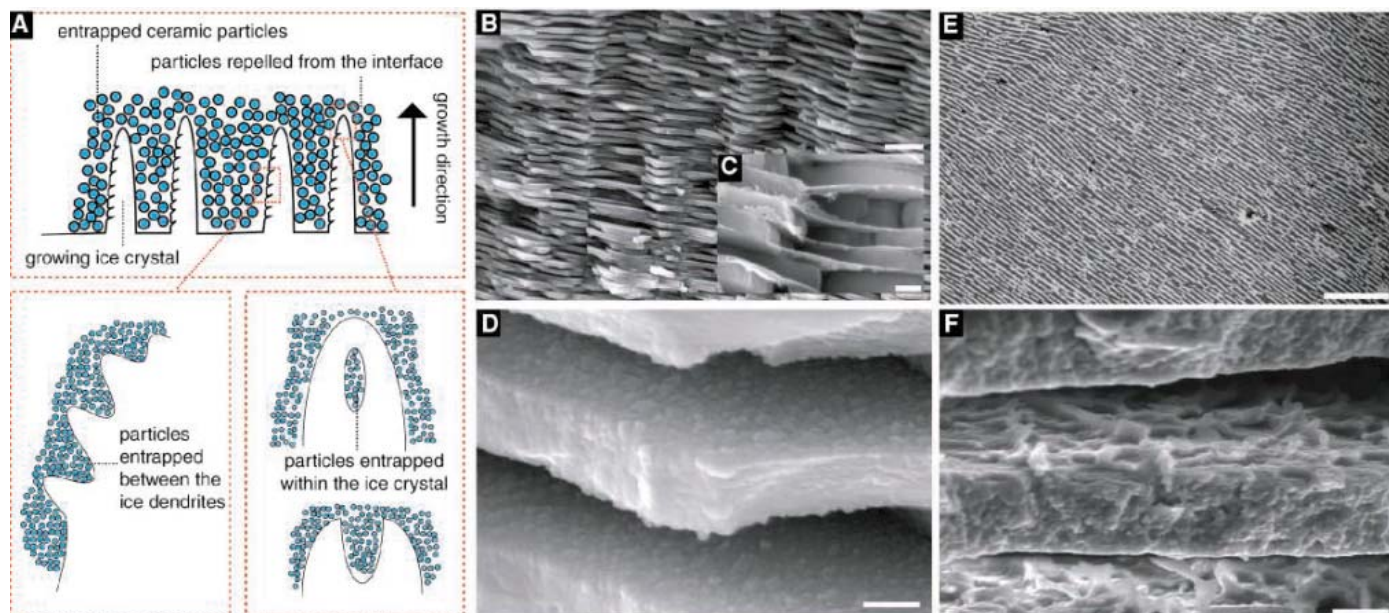 A
entrapped ceramic particles
particles repelled from the interface
growth direction
growing ice crystal
particles
entrapped
between the
ice dendrites
particles entrapped
within the ice crystal
B
C
D
E
F